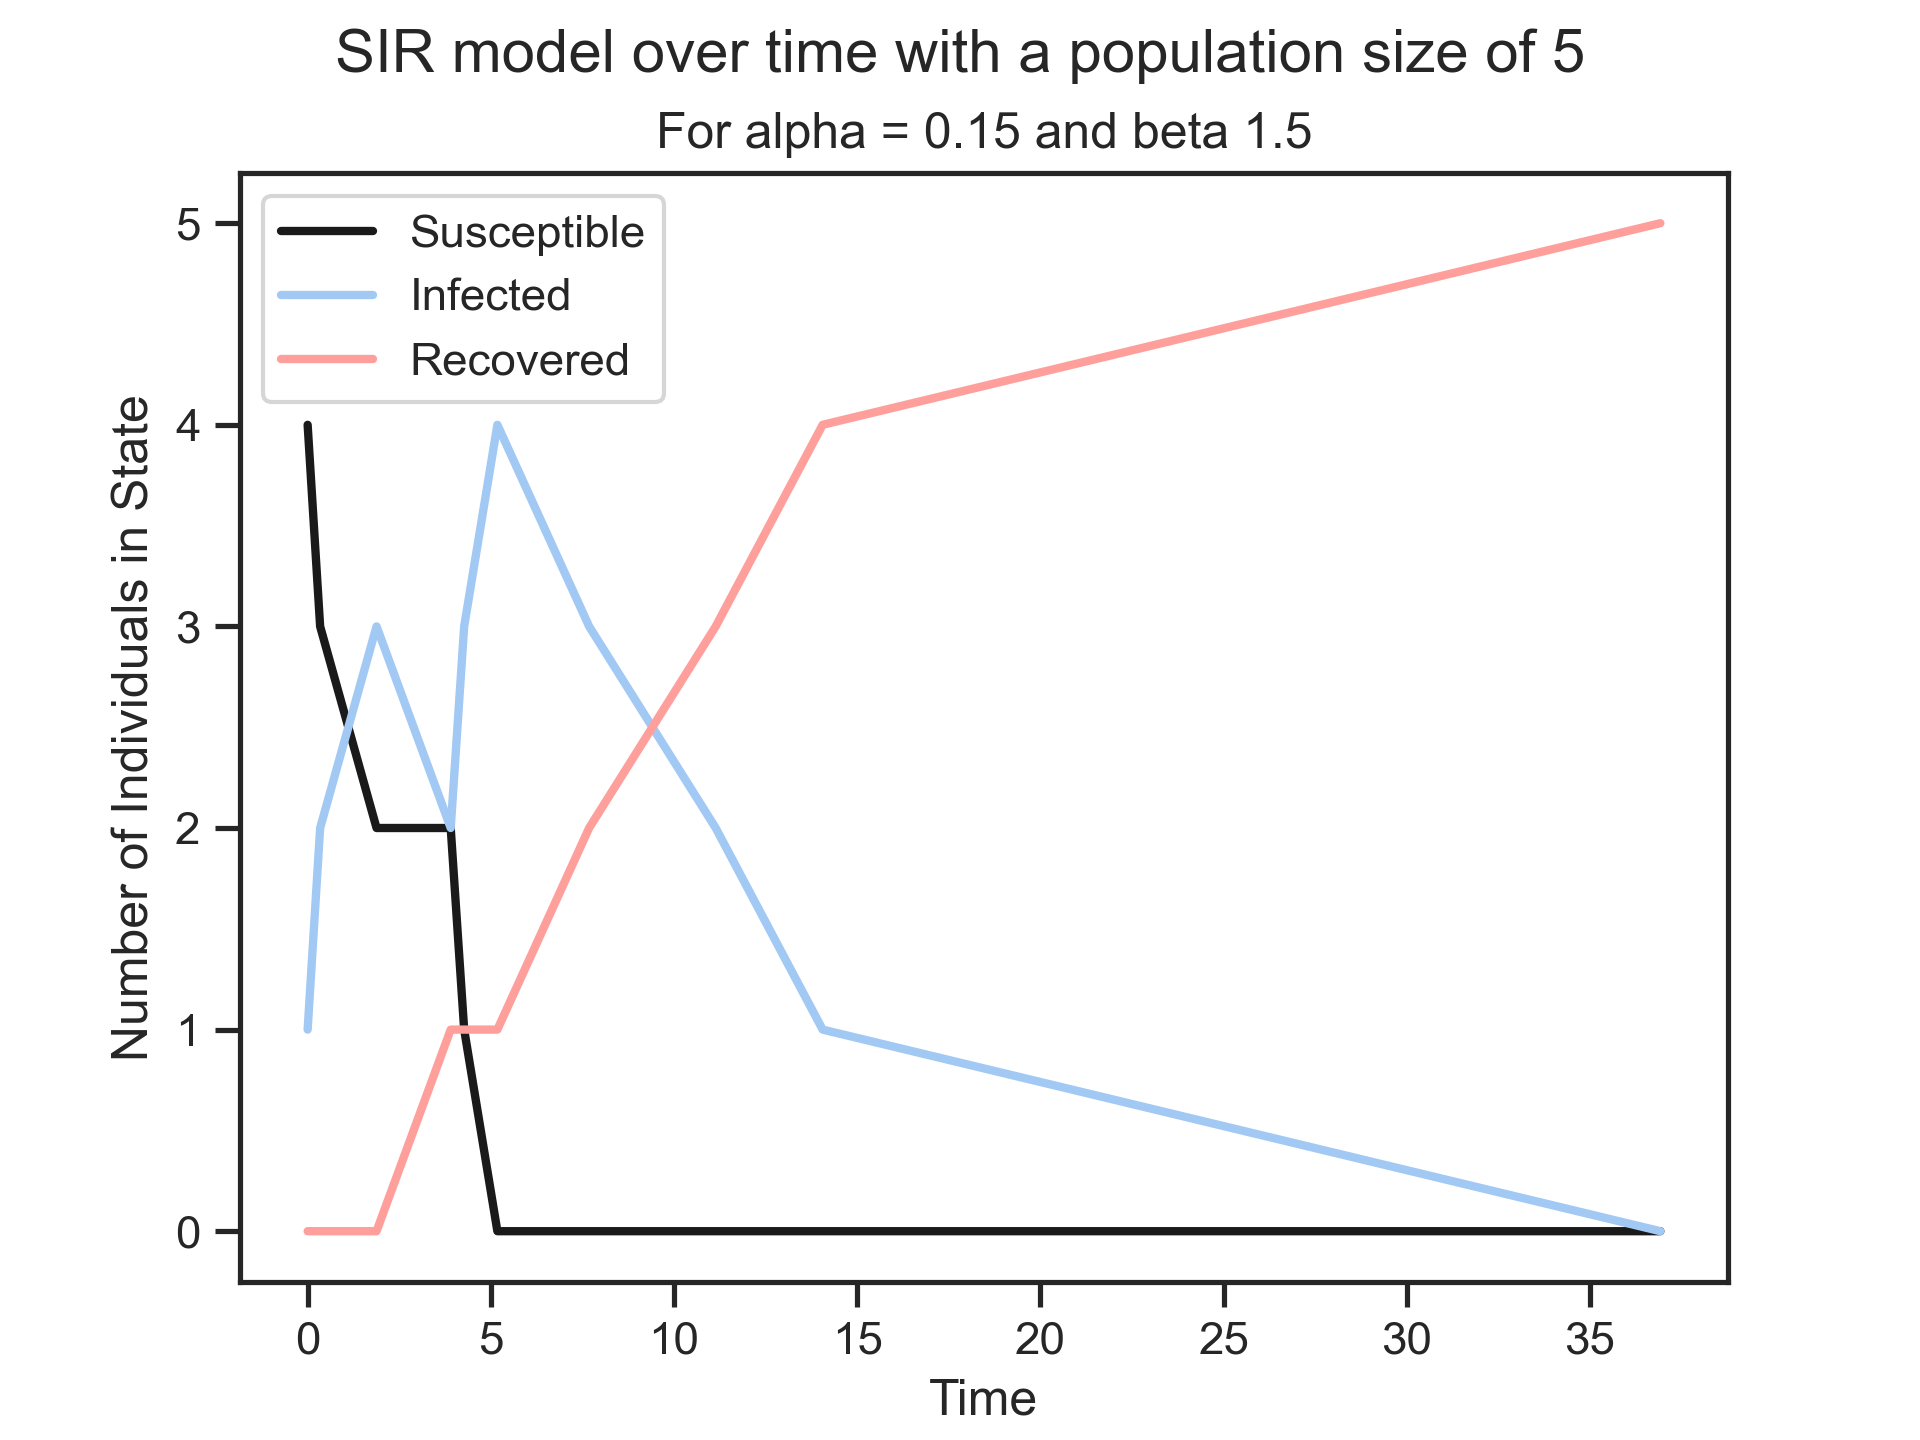 SIR model over time with a population size of 5
For alpha = 0.15 and beta 1.5
Susceptible
Infected
Recovered
Number of Individuals in State
5
4
3
2
1
0
0 5 10 15 20 25 30 35
Time